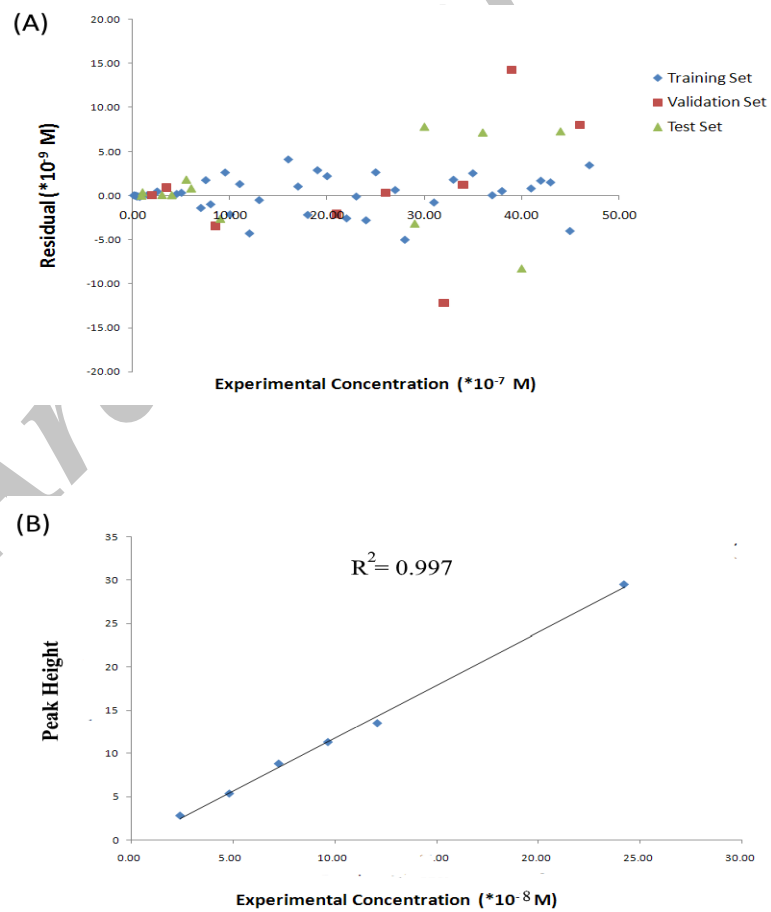 (A)
20.00
15.00
10.00
5.00
0.00
-5.00
-10.00
-15.00
-20.00
Residual (*10-9 M)
0.00 10.00 20.00 30.00 40.00 50.00
Experimental Concentration (*10-7 M)
Training Set
Validation Set
Test Set
(B)
35
30
25
20
15
10
5
0
Peak Height
R2= 0.997
0.00 5.00 10.00 20.00 25.00 30.00
Experimental Concentration (*10-8 M)